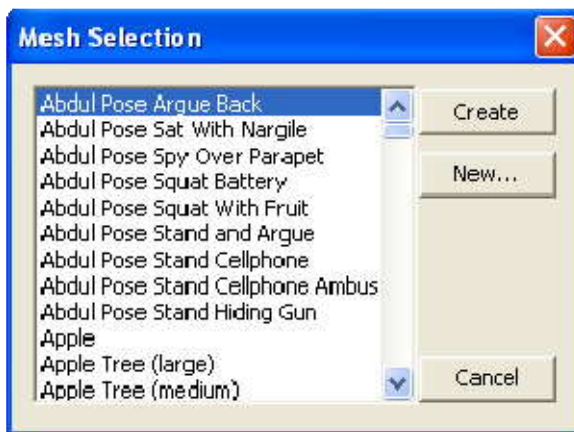 Mesh Selection
Abdul Pose Argue Back
Abdul Pose Sat With Nargile
Abdul Pose Spy Over Parapet
Abdul Pose Squat Battery
Abdul Pose Squat With Fruit
Abdul Pose Stand and Argue
Abdul Pose Stand Cellphone
Abdul Pose Stand Cellphone Ambus
Abdul Pose Stand Hiding Gun
Apple
Apple Tree (large)
Apple Tree (medium)
Create
New...
Cancel